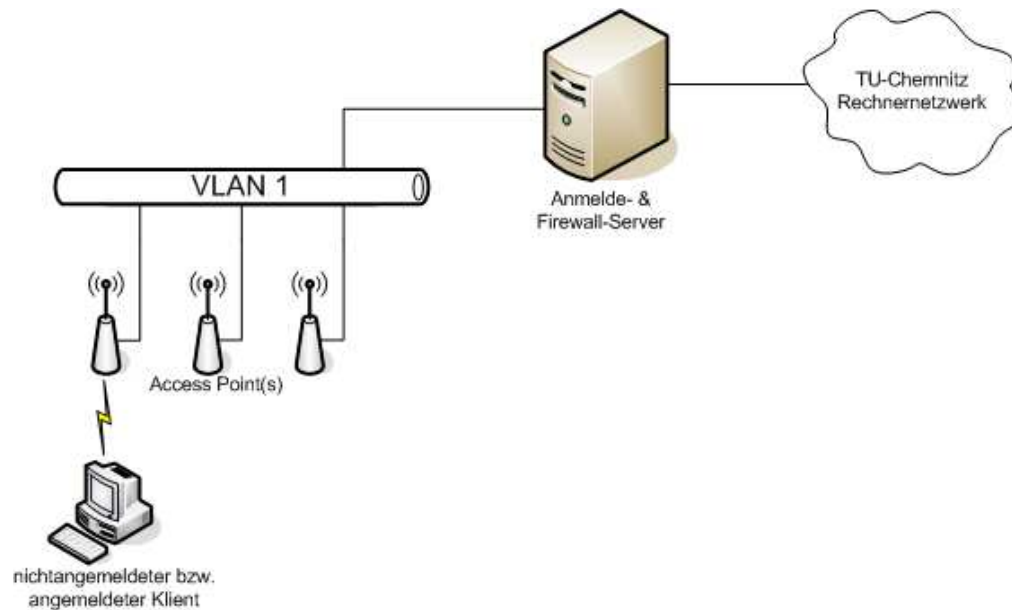 TU-Chemnitz
Rechnernetzwerk
VLAN 1
Anmelde- &
Firewall-Server
Access Point(s)
nichtangemeldeter bzw.
angemeldeter Klient